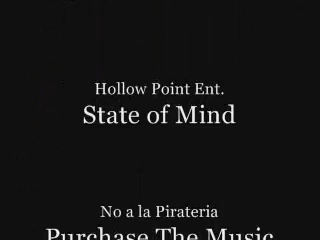 Hollow Point Ent.
State of Mind
No a la Pirateria
Purchase The Music